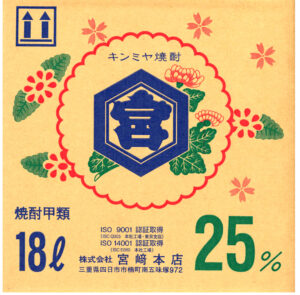 キンミヤ焼酎
宮
焼酎甲類
18ℓ
ISO 9001 認証取得
ISO 14001 認証取得
株式会社 宮﨑本店
三重県四日市市楠町南五味塚972
25%